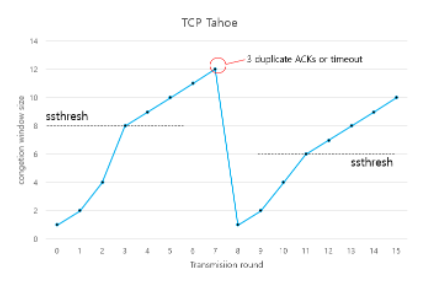 TCP Tahoe
14
3 duplicate ACKs or timeout
12
10
ssthresh
8
6
ssthresh
4
2
0
congetion window size
0 1 2 3 4 5 6 7 8 9 10 11 12 13 14 15
Transmission round